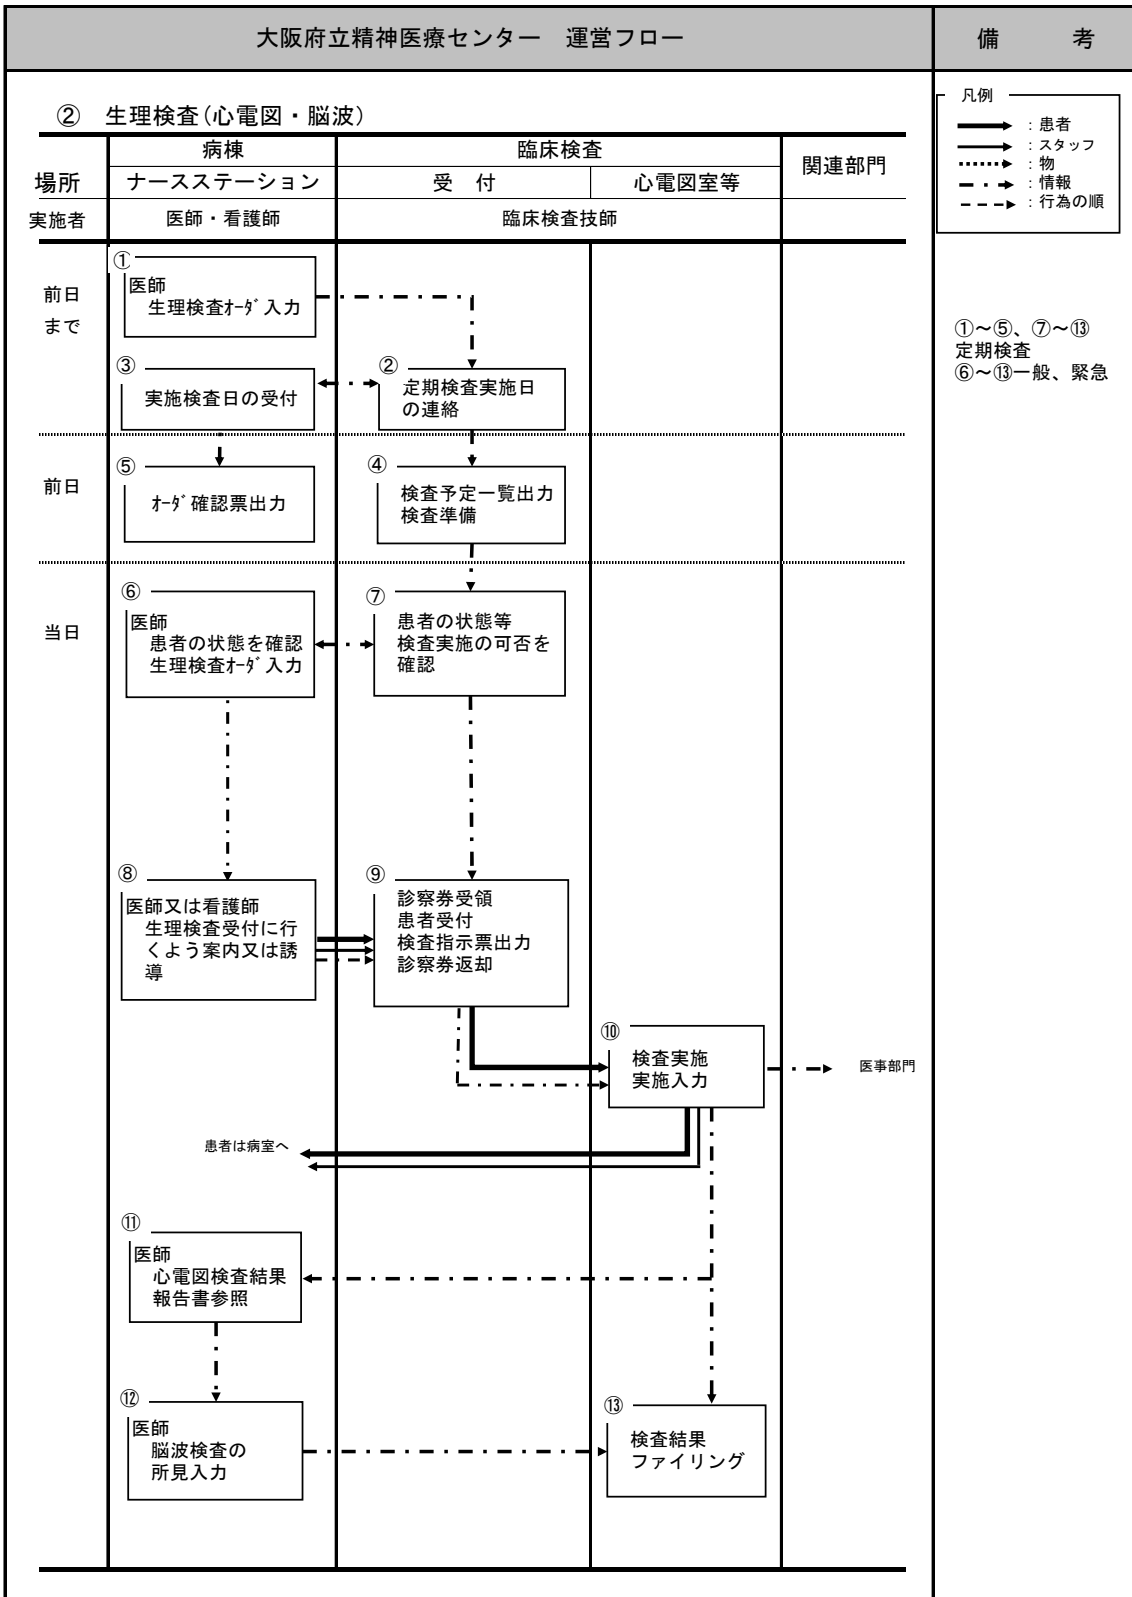 大阪府立精神医療センター　運営フロー
備　　考
② 生理検査(心電図・脳波)
病棟
臨床検査
関連部門
場所
ナースステーション
受　付
心電図室等
実施者
医師・看護師
臨床検査技師
凡例
：患者
：スタッフ
：物
：情報
：行為の順
前日
まで
①
医師
生理検査ｵｰﾀﾞ入力
②
定期検査実施日
の連絡
③
実施検査日の受付
①～⑤、⑦～⑬
定期検査
⑥～⑬一般、緊急
前日
④
検査予定一覧出力
検査準備
⑤
ｵｰﾀﾞ確認票出力
当日
⑥
医師
患者の状態を確認
生理検査ｵｰﾀﾞ入力
⑦
患者の状態等
検査実施の可否を
確認
⑧
医師又は看護師
生理検査受付に行
くよう案内又は誘
導
⑨
診察券受領
患者受付
検査指示票出力
診察券返却
⑩
検査実施
実施入力
医事部門
患者は病室へ
⑪
医師
心電図検査結果
報告書参照
⑫
医師
脳波検査の
所見入力
⑬
検査結果
ファイリング